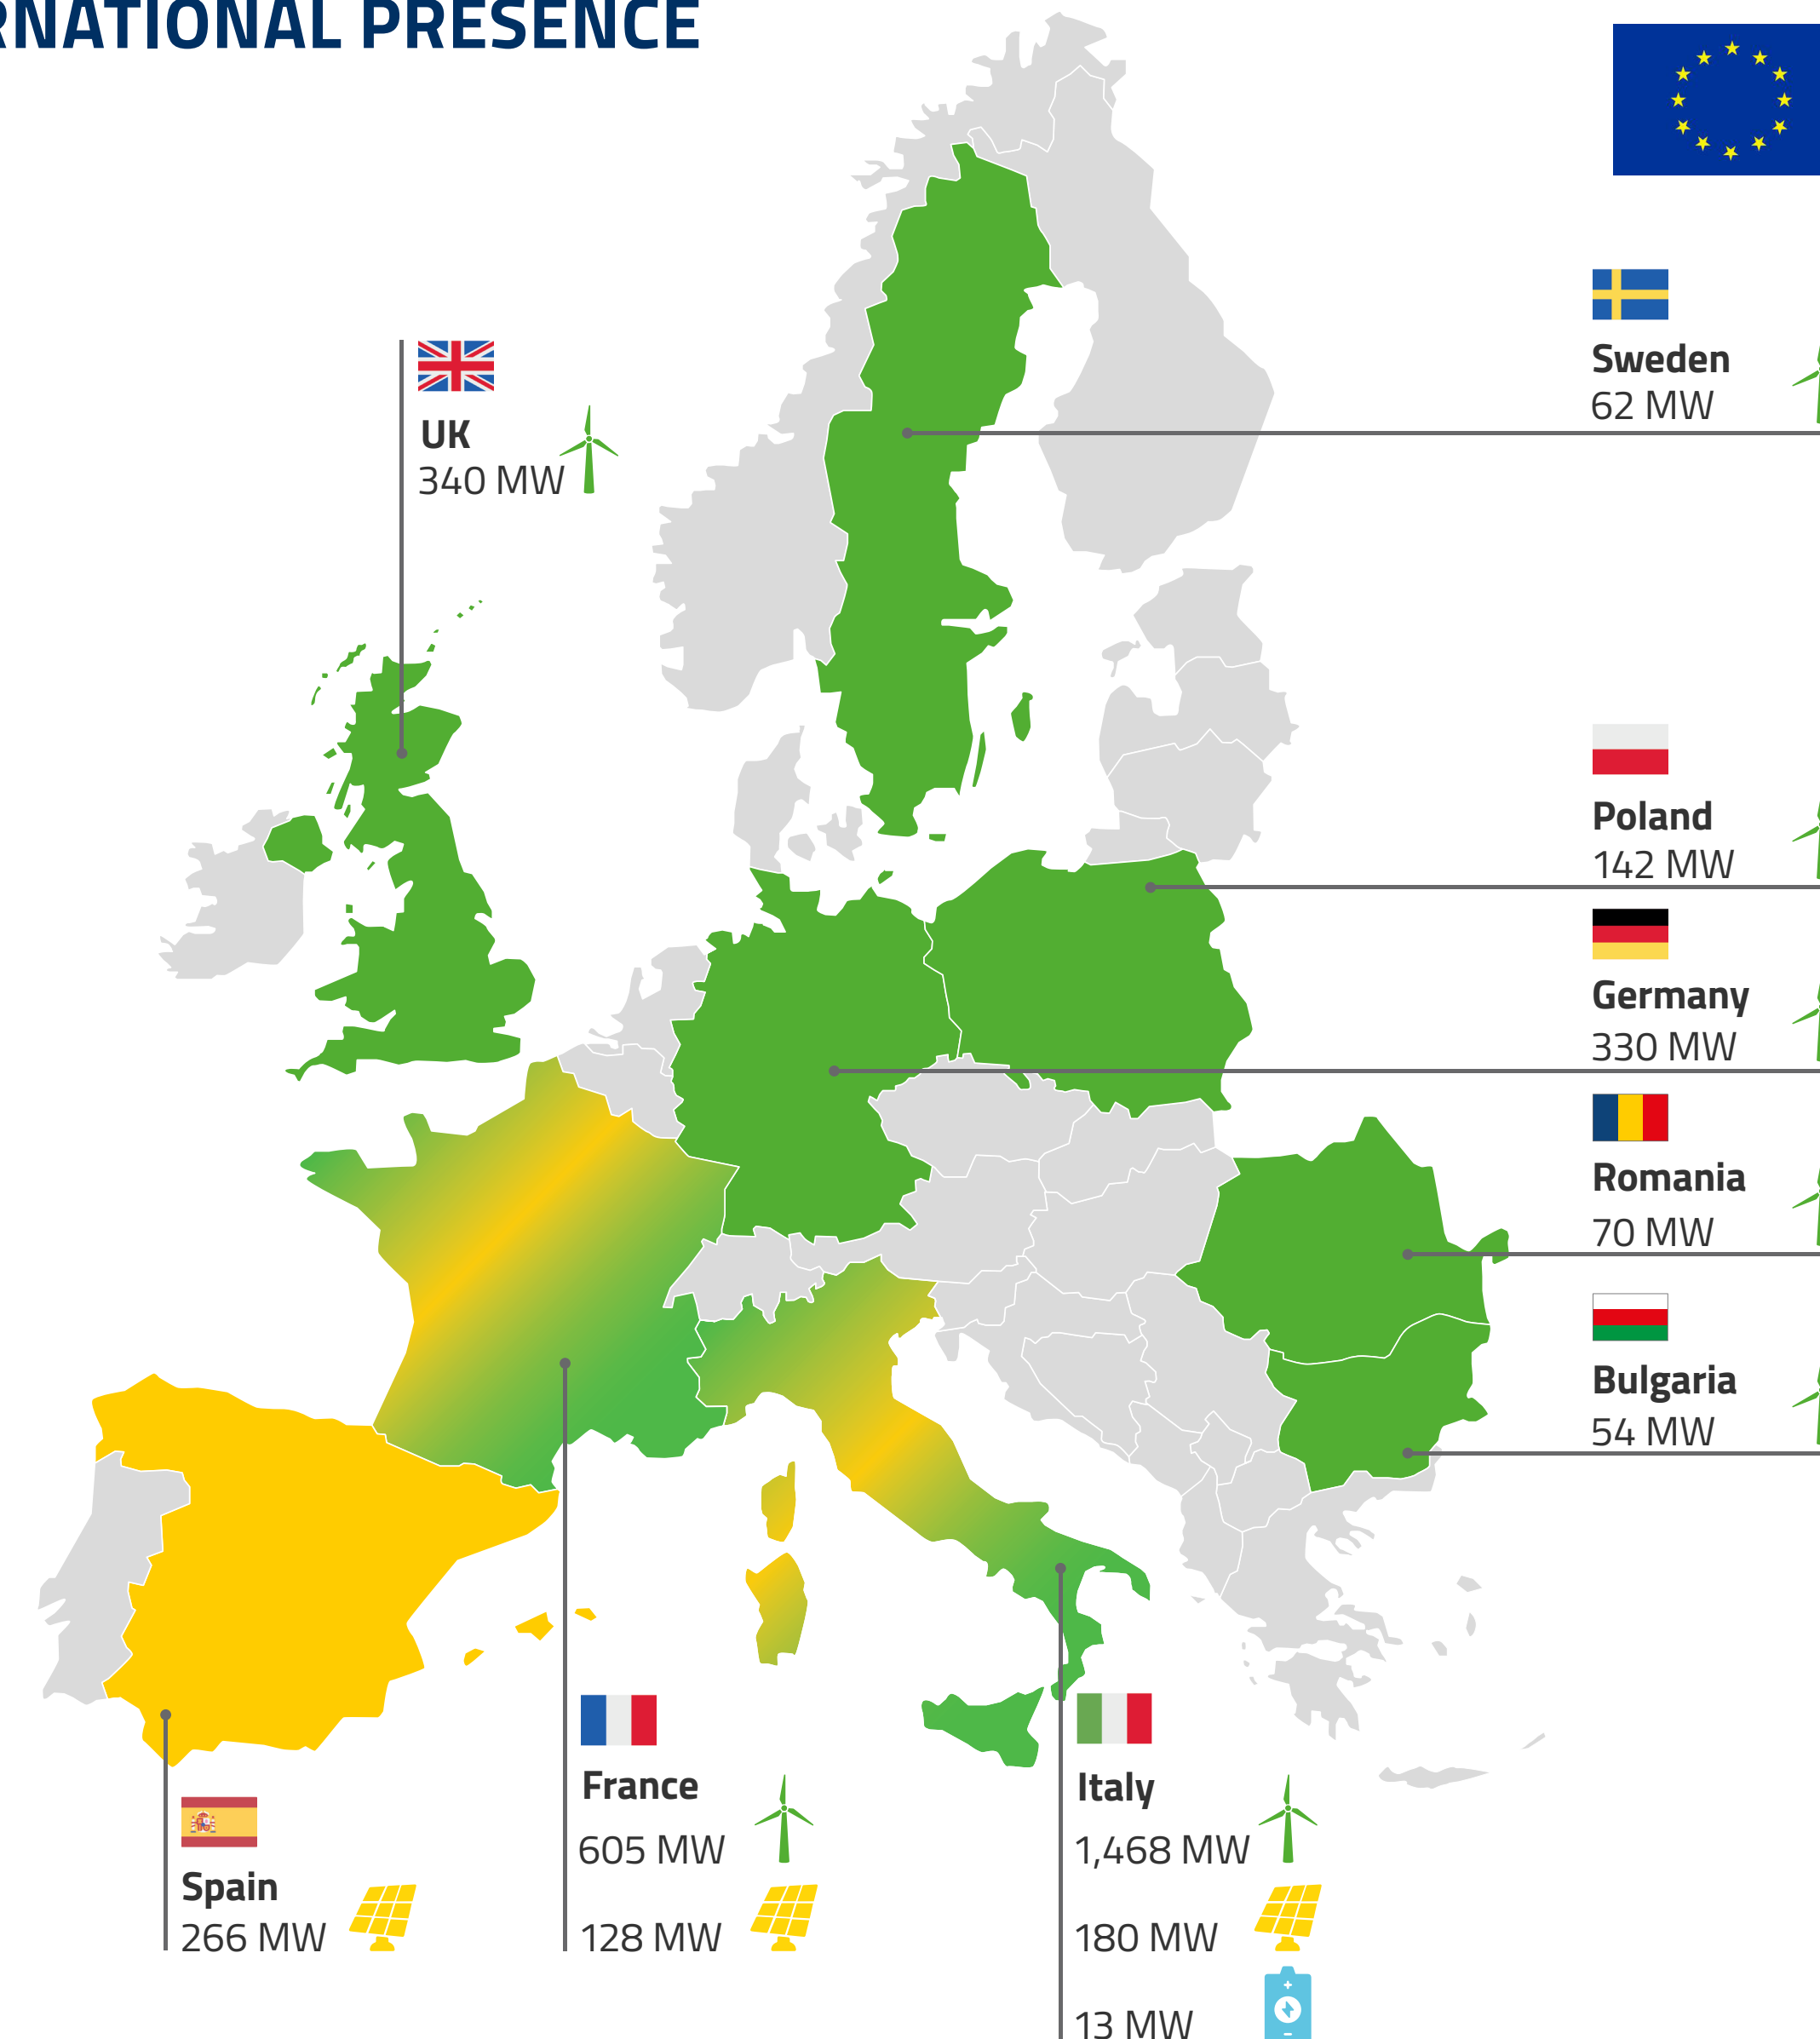 RNATIONAL PRESENCE
Sweden
62 MW
UK
340 MW
Poland
142 MW
Germany
330 MW
Romania
70 MW
Bulgaria
54 MW
Spain
266 MW
France
605 MW
128 MW
Italy
1,468 MW
180 MW
13 MW